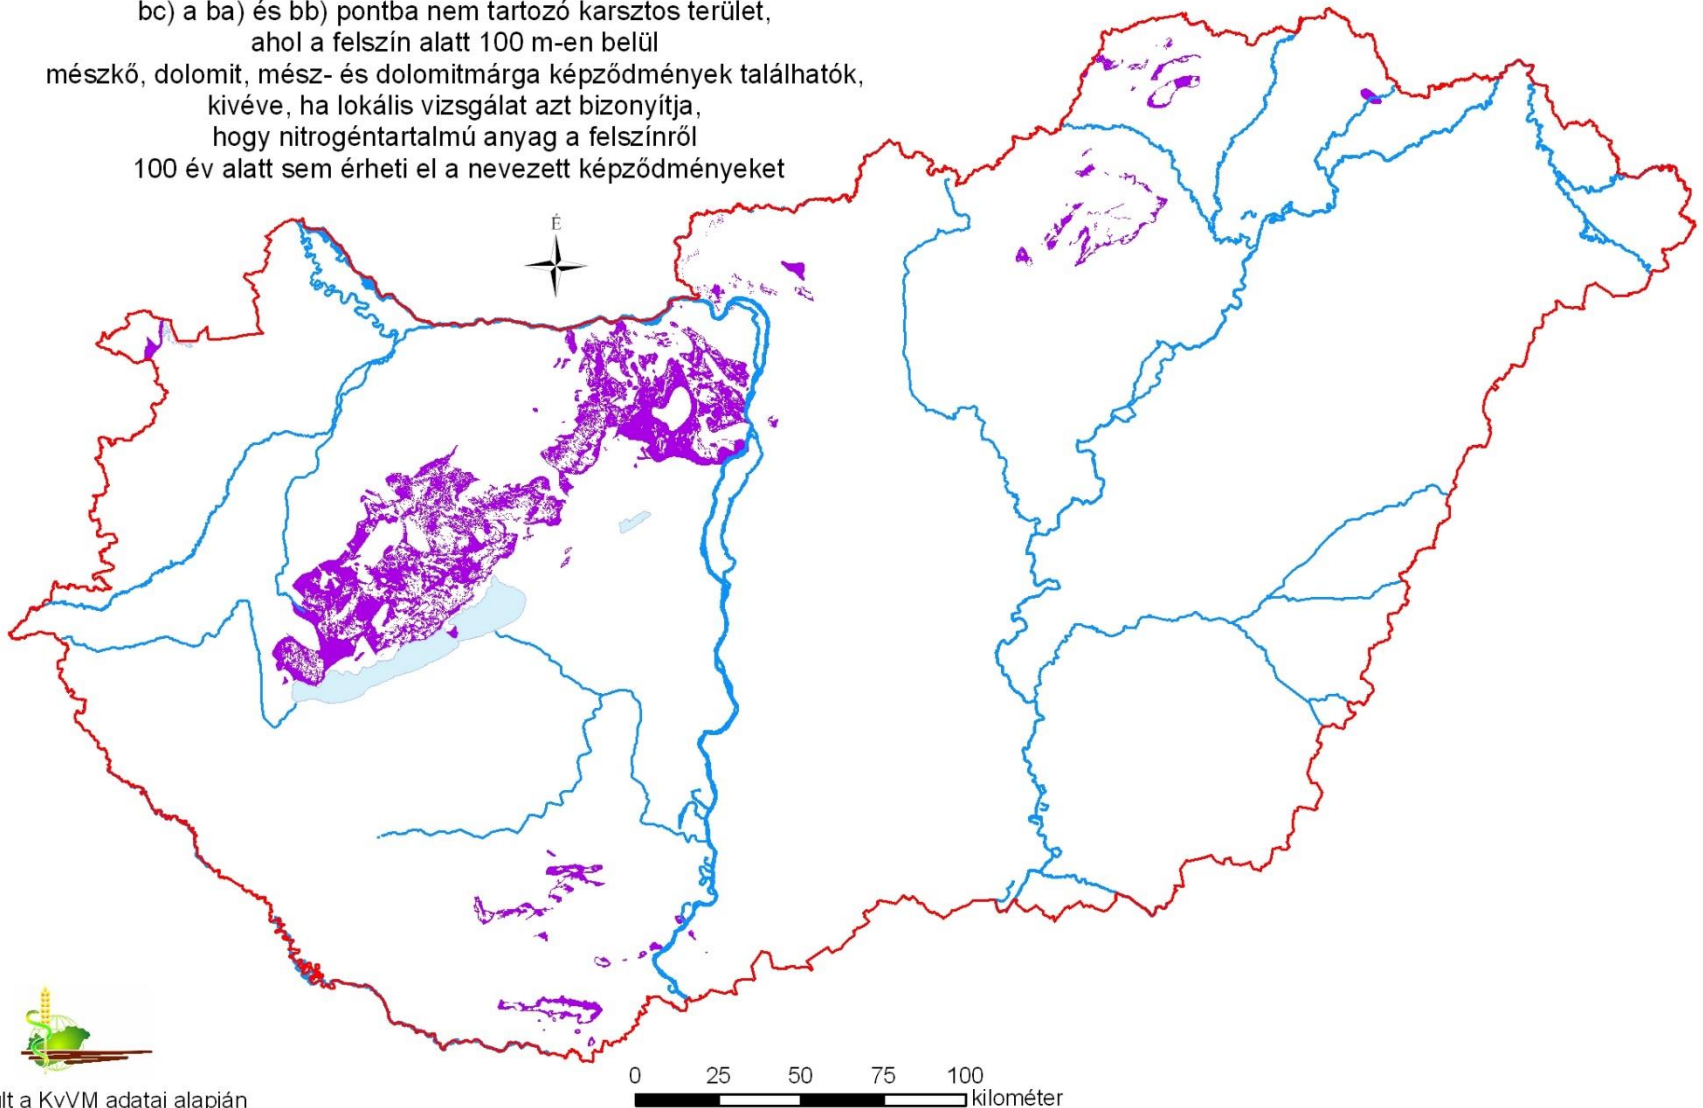 bc) a ba) és bb) pontba nem tartozó karsztos terület,
ahol a felszín alatt 100 m-en belül
mészkő, dolomit, mész- és dolomitmárga képződmények találhatók,
kivéve, ha lokális vizsgálat azt bizonyítja,
hogy nitrogéntartalmú anyag a felszínről
100 év alatt sem érheti el a nevezett képződményeket
É
0 25 50 75 100
kilométer
a KvVM adatai alapján